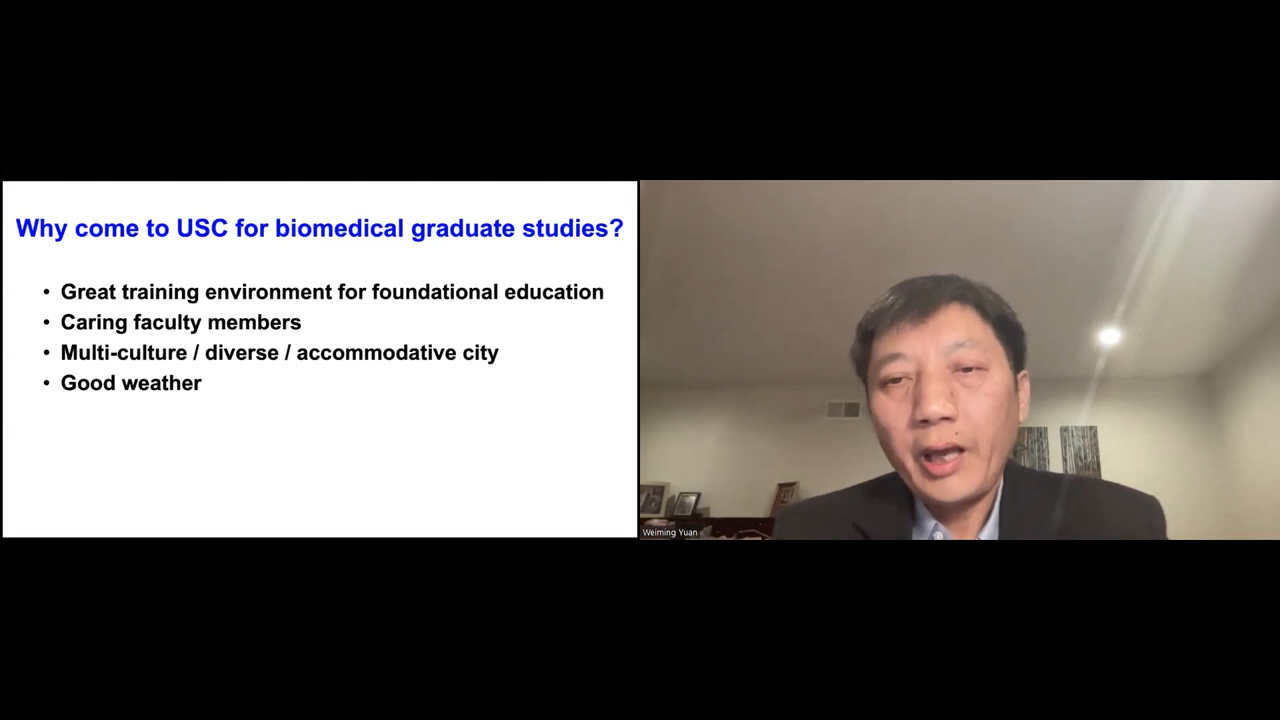 Why come to USC for biomedical graduate studies?
• Great training environment for foundational education
• Caring faculty members
• Multi-culture / diverse / accommodative city
• Good weather
Weiming Yuan